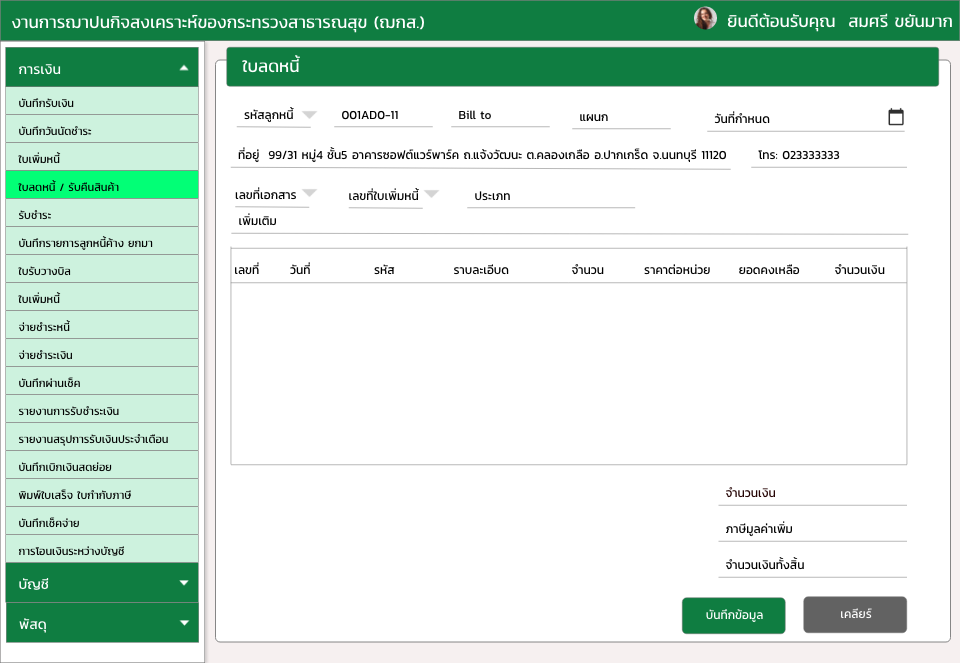 งานการฌาปนกิจสงเคราะห์ของกระทรวงสาธารณสุข (ฌกส.)
ยินดีต้อนรับคุณ สมศรี ขยันมาก
การเงิน
บันทึกรับเงิน
บันทึกวันนัดชำระ
ใบเพิ่มหนี้
ใบลดหนี้ / รับคืนสินค้า
รับชำระ
บันทึกรายการลูกหนี้ค้าง ยกมา
ใบรับวางบิล
ใบเพิ่มหนี้
จ่ายชำระหนี้
จ่ายชำระเงิน
บันทึกผ่านเช็ค
รายงานการรับชำระเงิน
รายงานสรุปการรับเงินประจำเดือน
บันทึกเบิกเงินสดย่อย
พิมพ์ใบเสร็จ ใบกำกับภาษี
บันทึกเช็คจ่าย
การโอนเงินระหว่างบัญชี
บัญชี
พัสดุ
ใบลดหนี้
รหัสลูกหนี้ 001AD0-11 Bill to แผนก วันที่กำหนด
ที่อยู่ 99/31 หมู่4 ชั้น5 อาคารซอฟต์แวร์พาร์ค ถ.แจ้งวัฒนะ ต.คลองเกลือ อ.ปากเกร็ด จ.นนทบุรี 11120 โทร: 023333333
เลขที่เอกสาร เลขที่ใบเพิ่มหนี้ ประเภท
เพิ่มเติม
เลขที่ วันที่ รหัส ราบละเอีบด จำนวน ราคาต่อหน่วย ยอดคงเหลือ จำนวนเงิน
จำนวนเงิน
ภาษีมูลค่าเพิ่ม
จำนวนเงินทั้งสิ้น
บันทึกข้อมูล เคลียร์